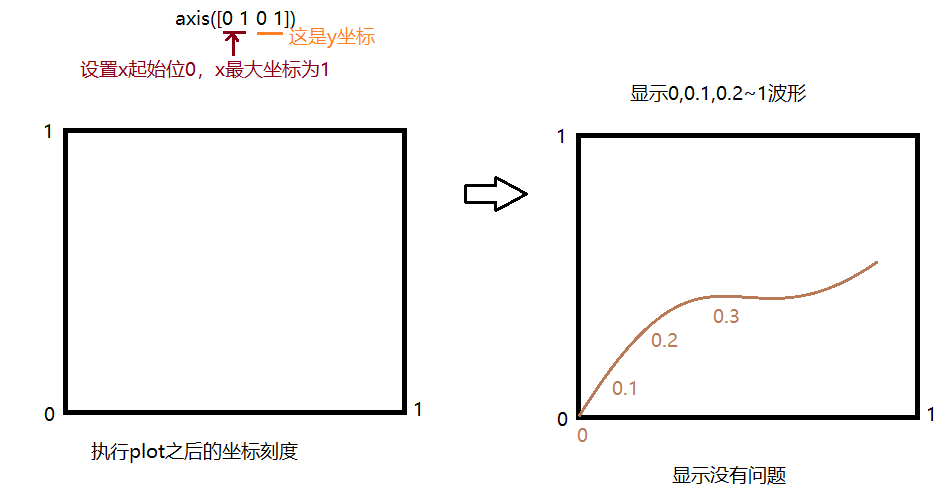 axis([0 1 0 1])
这是y坐标
设置x起始位0，x最大坐标为1
1
0
1
执行plot之后的坐标刻度
显示0,0.1,0.2~1波形
1
0.3
0.2
0.1
0
1
0
显示没有问题